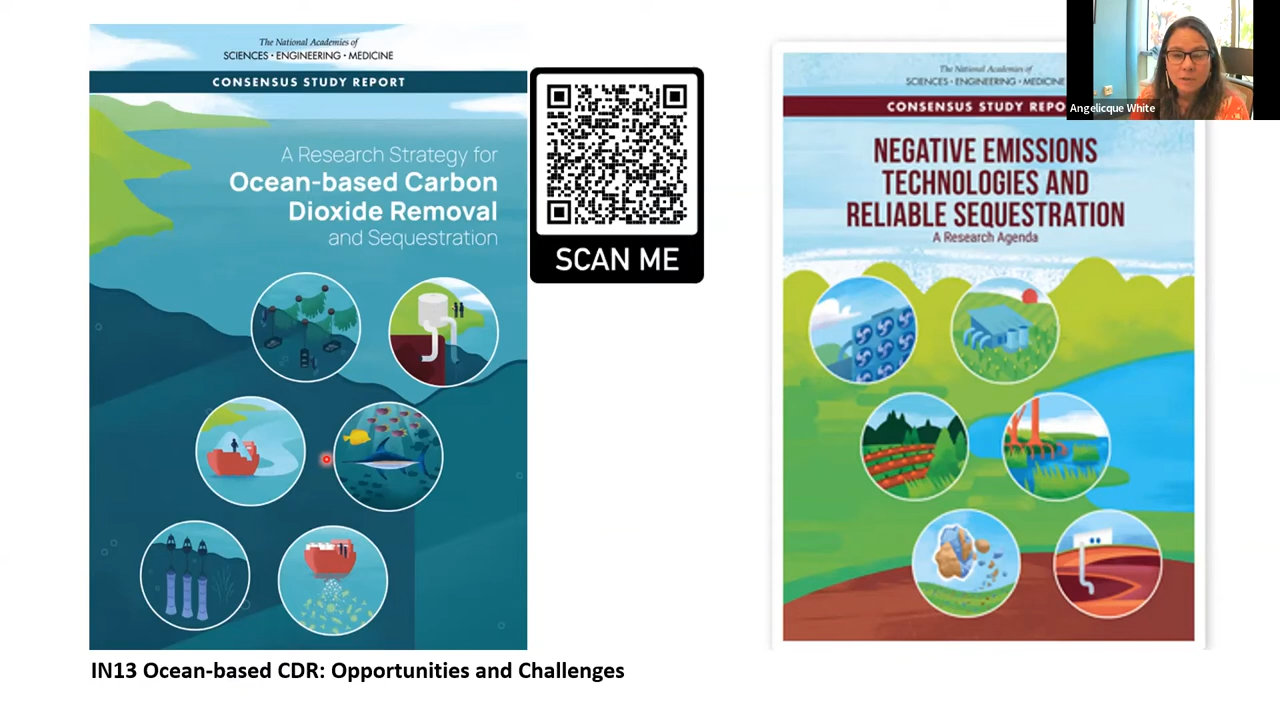 The National Academies of
SCIENCES • ENGINEERING • MEDICINE
CONSENSUS STUDY REPORT
A Research Strategy for
Ocean-based Carbon
Dioxide Removal
and Sequestration
SCAN ME
The National Academies of
SCIENCES • ENGINEERING • MEDICINE
CONSENSUS STUDY REPO
NEGATIVE EMISSIONS
TECHNOLOGIES AND
RELIABLE SEQUESTRATION
A Research Agenda
Angelicque White
IN13 Ocean-based CDR: Opportunities and Challenges